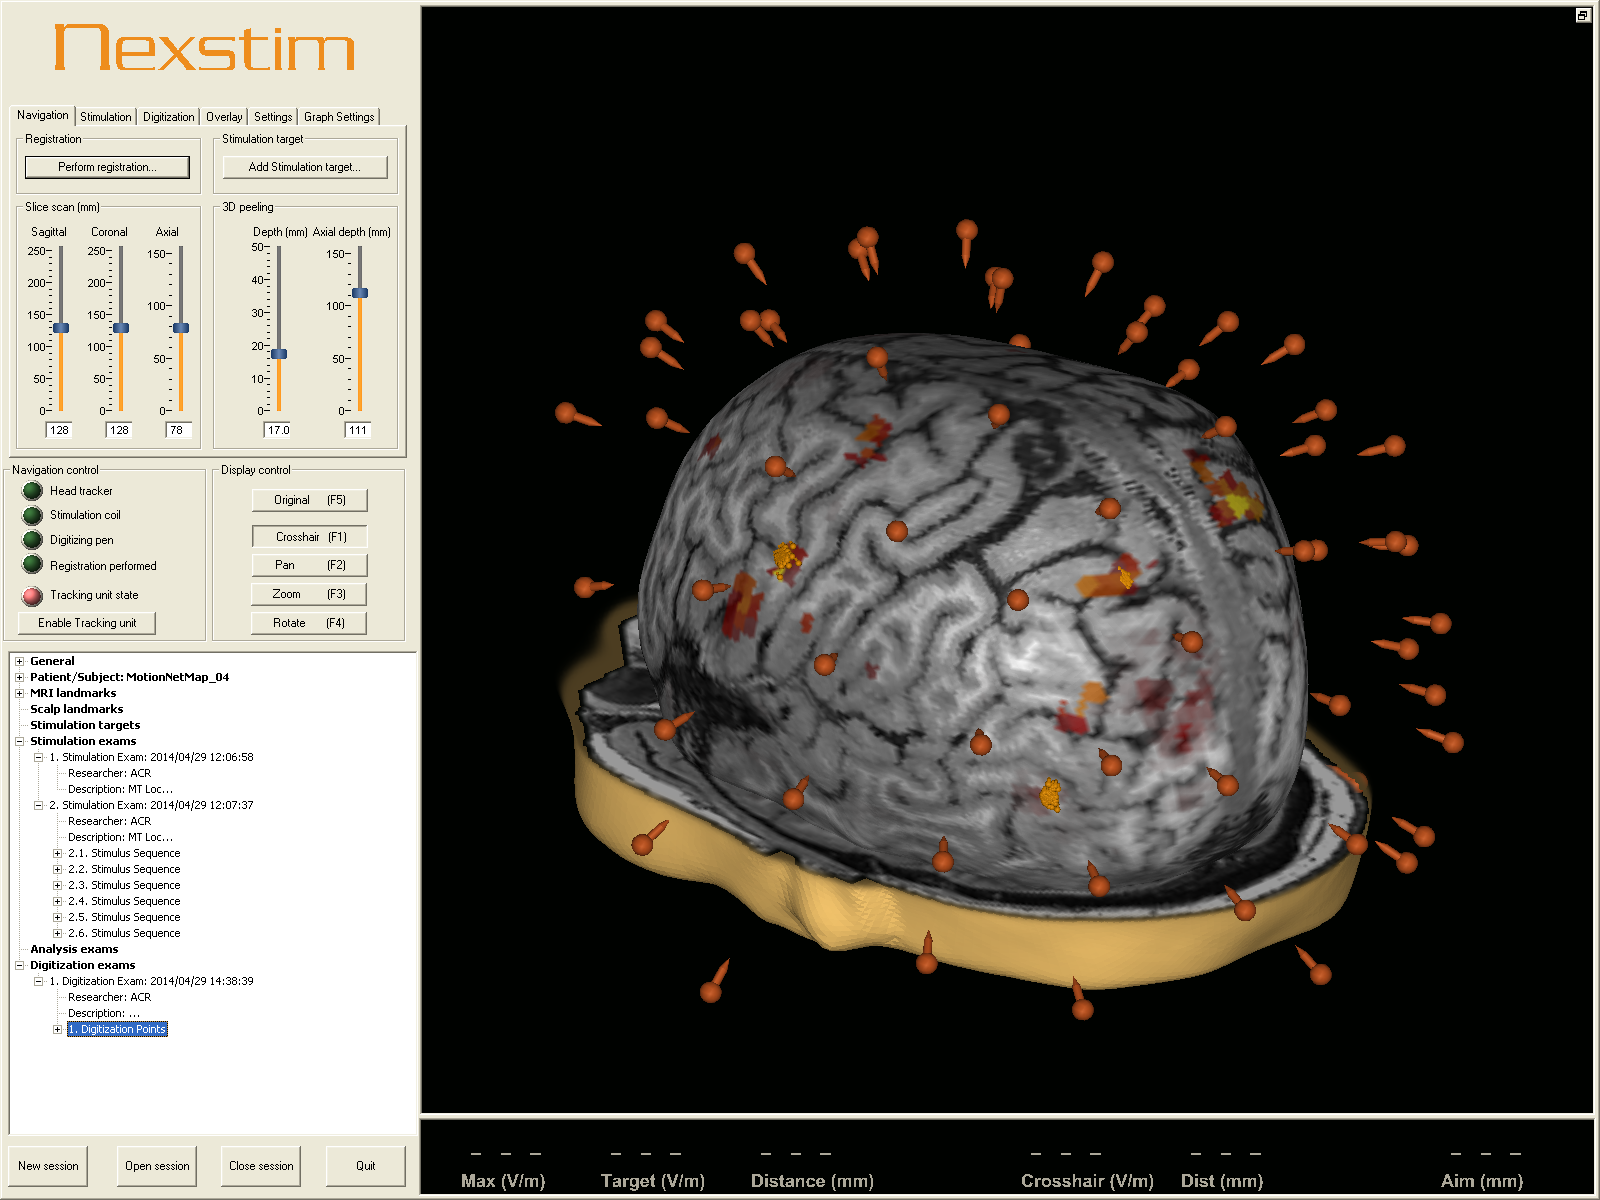 nexstim
Navigation Stimulation Digitization Overlay Settings Graph Settings
Registration
Perform registration...
Stimulation target
Add Stimulation target...
Slice scan (mm)
Sagittal Coronal Axial
250 250 150
200 200
150 150 100
100 100
50 50 50
0 0 0
128 128 78
3D peeling
Depth (mm) Axial depth (mm)
50 150
40
30 100
20
10 50
0 0
17.0 111
Navigation control
Head tracker
Stimulation coil
Digitizing pen
Registration performed
Tracking unit state
Enable Tracking unit
Display control
Original (F5)
Crosshair (F1)
Pan (F2)
Zoom (F3)
Rotate (F4)
General
Patient/Subject: MotionNetMap_04
MRI landmarks
Scalp landmarks
Stimulation targets
Stimulation exams
1. Stimulation Exam: 2014/04/29 12:06:58
Researcher: ACR
Description: MT Loc...
2. Stimulation Exam: 2014/04/29 12:07:37
Researcher: ACR
Description: MT Loc...
2.1. Stimulus Sequence
2.2. Stimulus Sequence
2.3. Stimulus Sequence
2.4. Stimulus Sequence
2.5. Stimulus Sequence
2.6. Stimulus Sequence
Analysis exams
Digitization exams
1. Digitization Exam: 2014/04/29 14:38:39
Researcher: ACR
Description: ...
1. Digitization Points
New session Open session Close session Quit
_ _ _ _ _ _ _ _ _ _ _ _ _ _ _ _ _ _
Max (V/m) Target (V/m) Distance (mm) Crosshair (V/m) Dist (mm) Aim (mm)